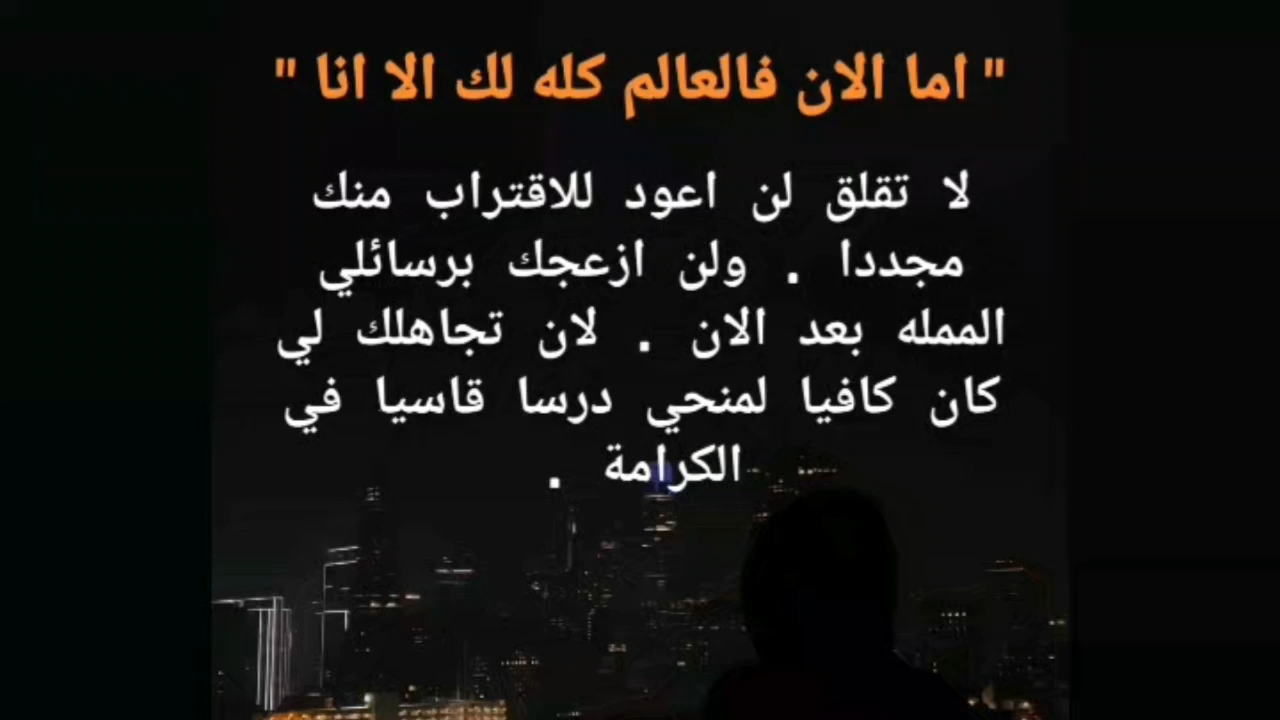 " اما الان فالعالم كله لك الا انا "
لا تقلق لن اعود للاقتراب منك
مجددا . ولن ازعجك برسائلي
الممله بعد الان . لان تجاهلك لي
كان كافيا لمنحي درسا قاسيا في
الكرامة .